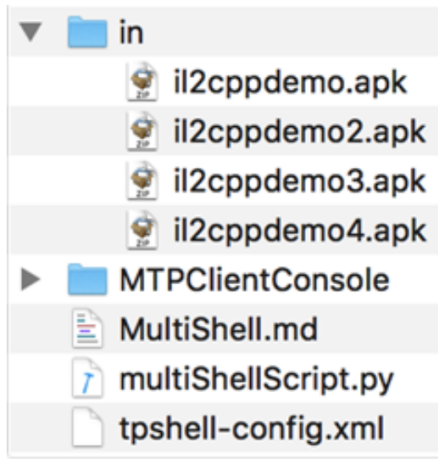 in
il2cppdemo.apk
il2cppdemo2.apk
il2cppdemo3.apk
il2cppdemo4.apk
MTPClientConsole
MultiShell.md
multiShellScript.py
tpshell-config.xml